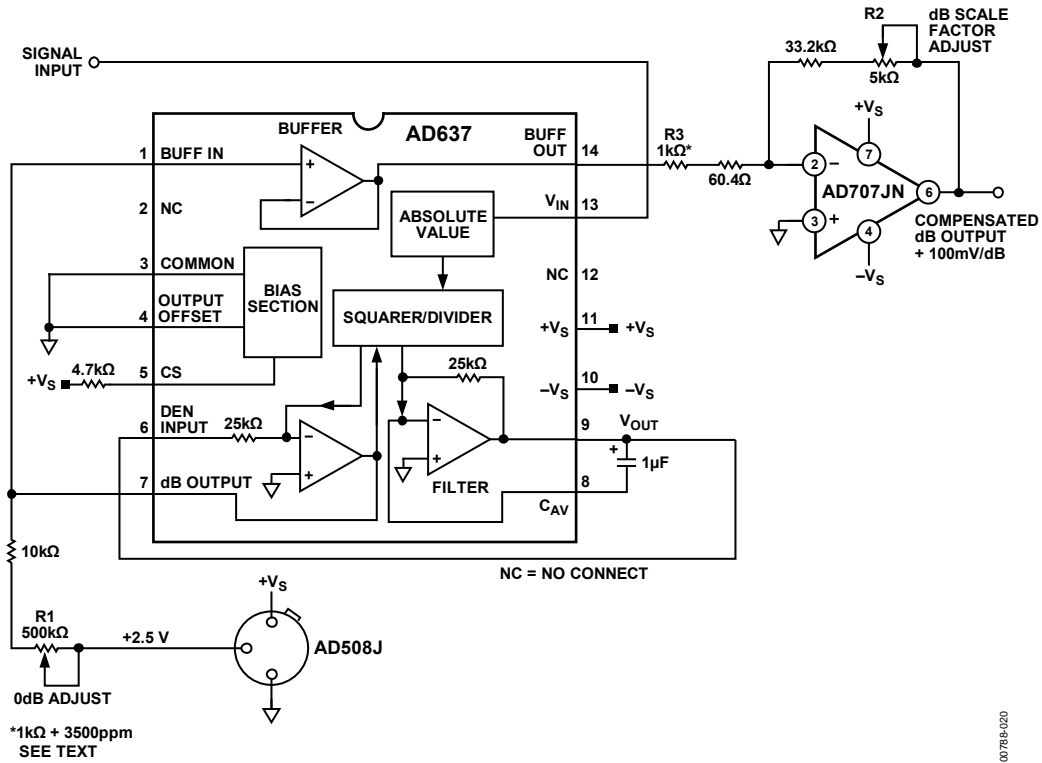 SIGNAL
INPUT
R2
dB SCALE
FACTOR
ADJUST
33.2kΩ
5kΩ
+VS
BUFFER
AD637
BUFF
OUT
14
R3
1kΩ*
60.4Ω
2
–
7
AD707JN
6
3
+
4
–VS
COMPENSATED
dB OUTPUT
+ 100mV/dB
1
BUFF IN
+
–
2
NC
ABSOLUTE
VALUE
VIN
13
3
COMMON
BIAS
SECTION
NC
12
4
OUTPUT
OFFSET
SQUARER/DIVIDER
11
+VS
+VS
+VS
4.7kΩ
5
CS
25kΩ
10
–VS
–VS
6
DEN
INPUT
25kΩ
–
+
–
+
9
VOUT
+
1µF
7
dB OUTPUT
FILTER
8
CAV
10kΩ
NC = NO CONNECT
+VS
R1
500kΩ
+2.5 V
AD508J
0dB ADJUST
*1kΩ + 3500ppm
SEE TEXT
00788-020